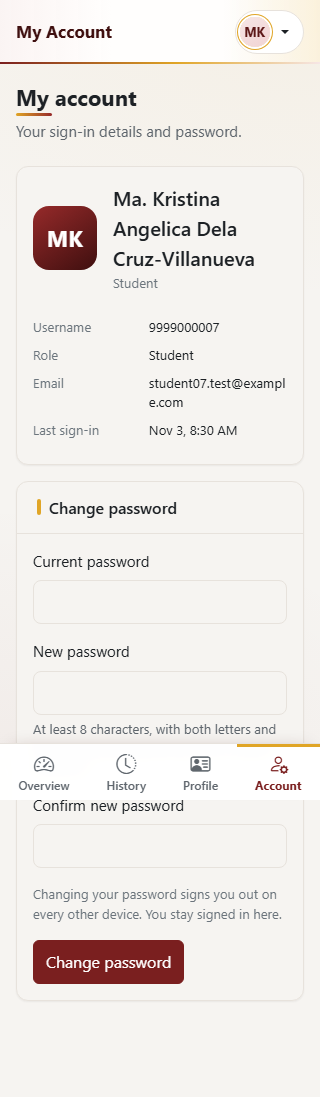 My Account
MK
My account
Your sign-in details and password.
MK
Ma. Kristina
Angelica Dela
Cruz-Villanueva
Student
Username 9999000007
Role Student
Email student07.test@exampl
e.com
Last sign-in Nov 3, 8:30 AM
Change password
Current password
New password
At least 8 characters, with both letters and
Overview History Profile Account
Confirm new password
Changing your password signs you out on
every other device. You stay signed in here.
Change password